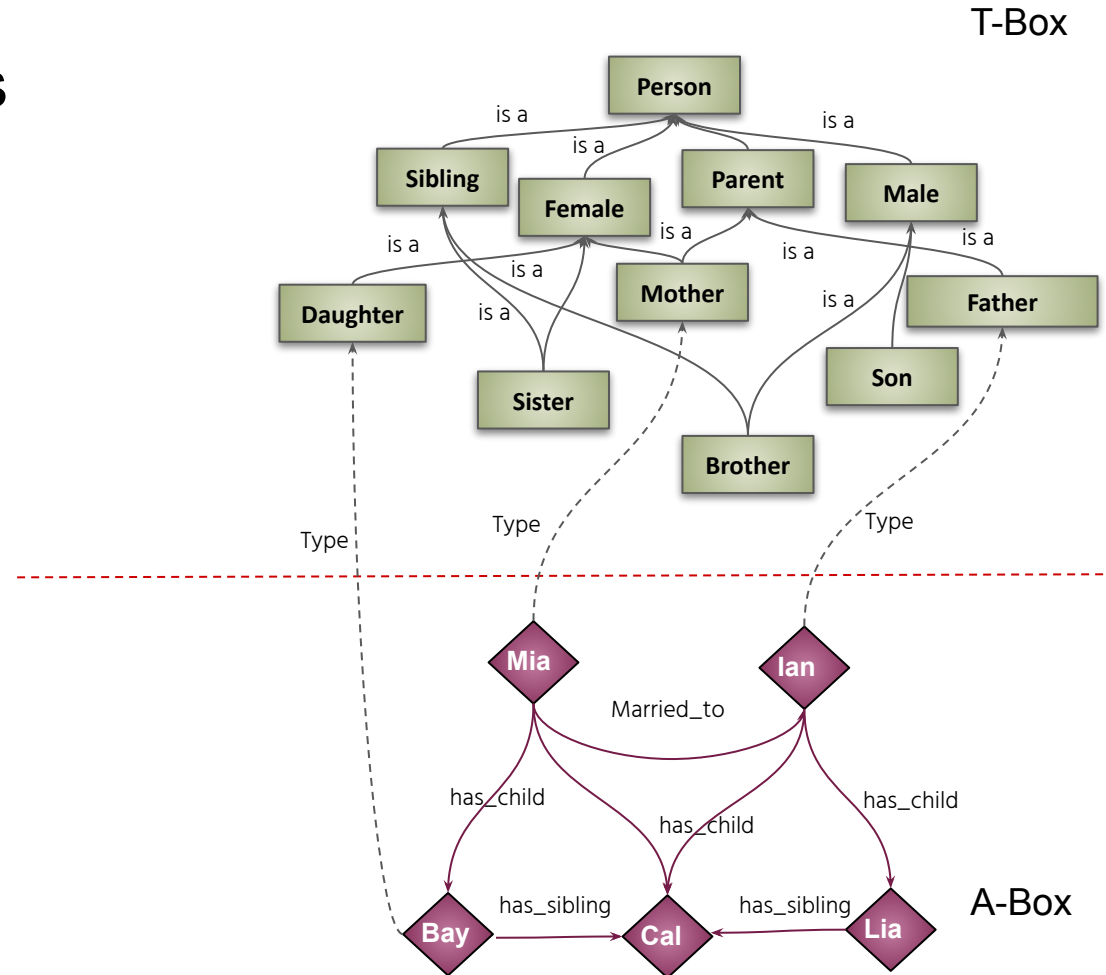 T-Box
s
Person
is a
is a
is a
Sibling
Female
Parent
Male
is a
is a
is a
is a
is a
is a
is a
Daughter
Mother
Father
Sister
Son
Brother
Type
Type
Type
Mia
Ian
Married_to
has_child
has_child
has_child
has_sibling
has_sibling
A-Box
Bay
Cal
Lia